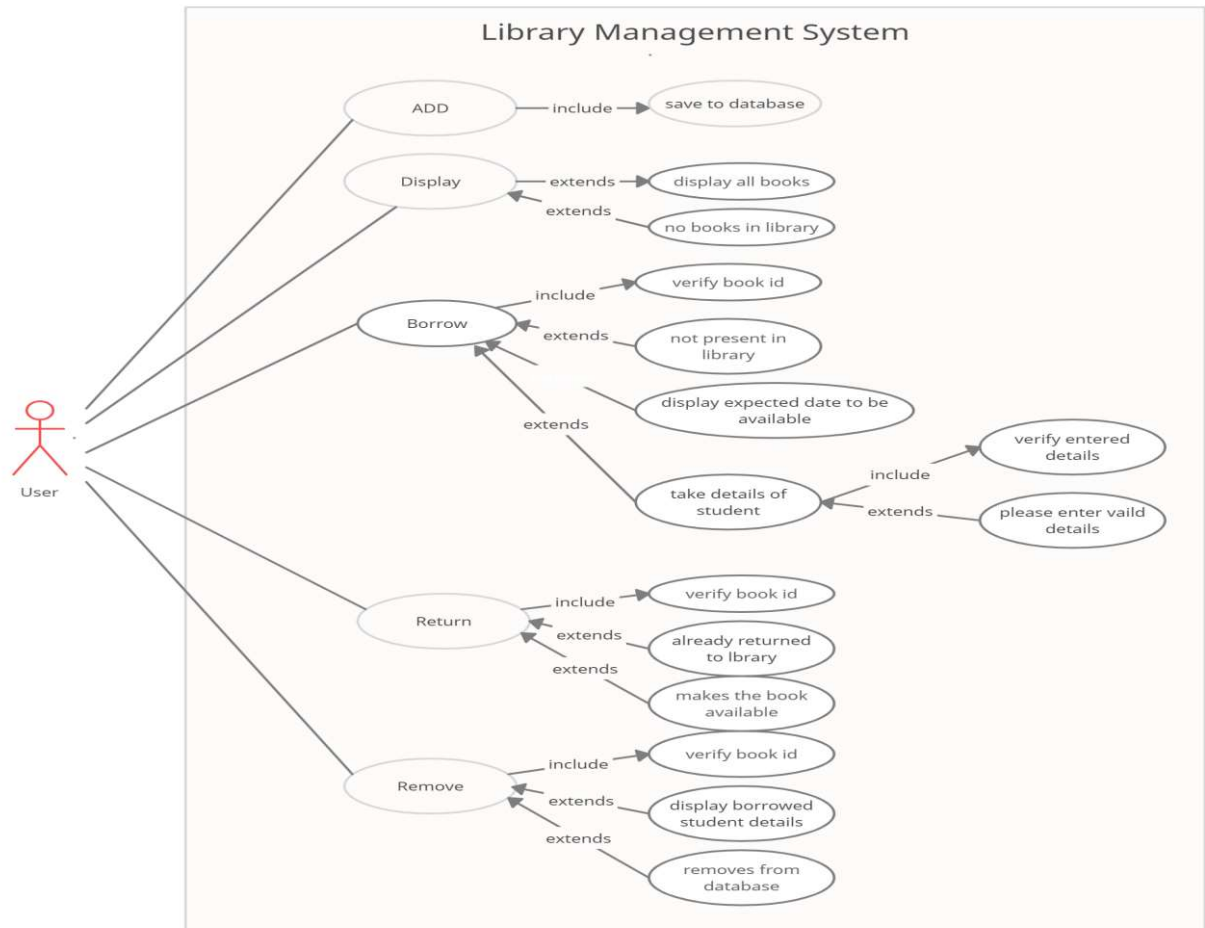 Library Management System
ADD
include
save to database
Display
extends
display all books
extends
no books in library
Borrow
include
verify book id
extends
not present in
library
display expected date to be
available
extends
take details of
student
include
verify entered
details
extends
please enter vaild
details
User
Return
include
verify book id
extends
already returned
to lbrary
extends
makes the book
available
Remove
include
verify book id
extends
display borrowed
student details
extends
removes from
database